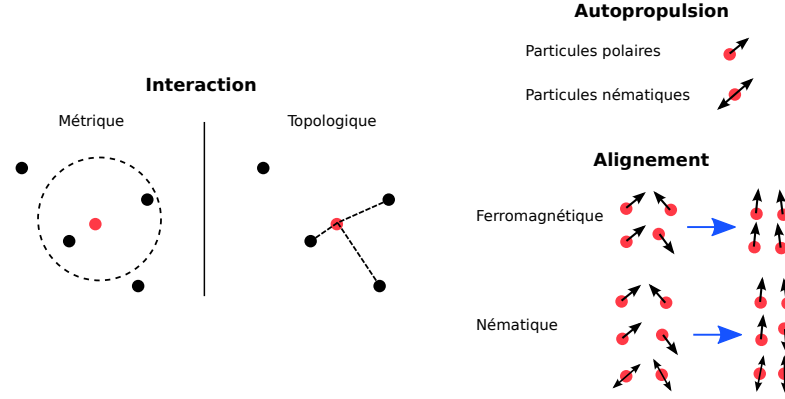 Interaction
Métrique
Topologique
Autopropulsion
Particules polaires
Particules nématiques
Alignement
Ferromagnétique
Nématique